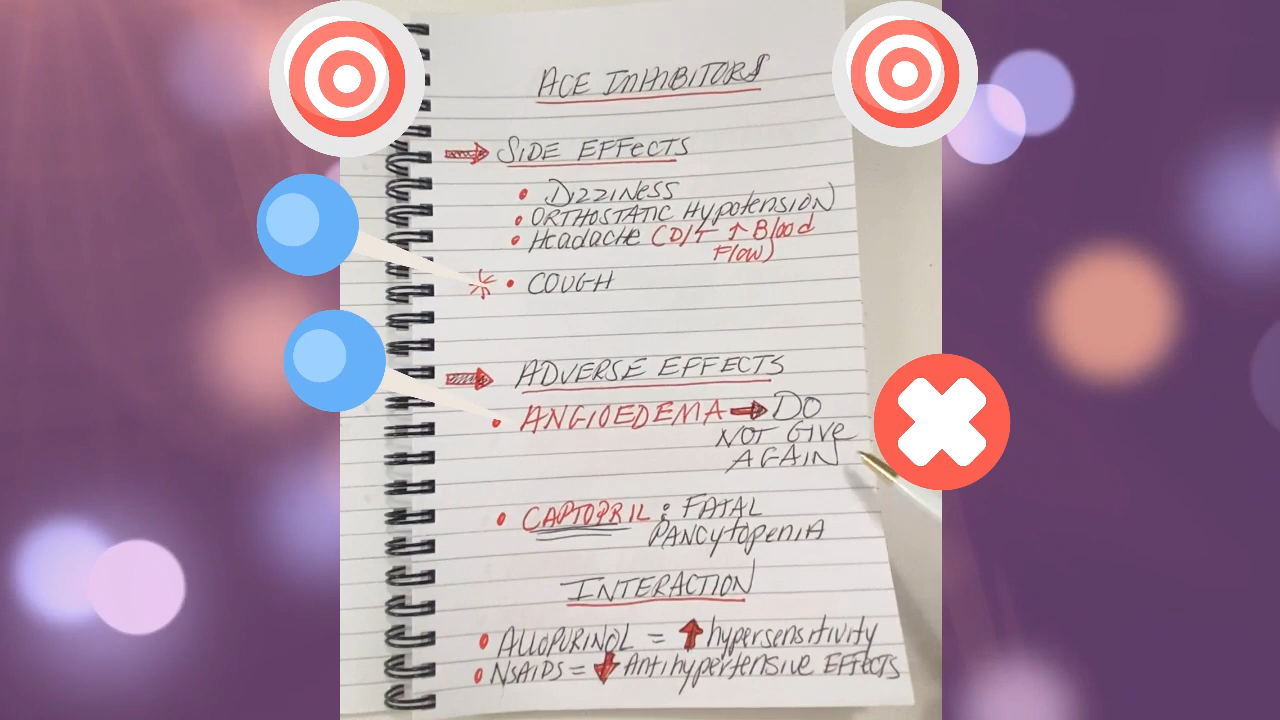 ACE INHIBITORS
SIDE EFFECTS
• DIZZINESS
• ORTHOSTATIC HypotENSION
• HEadacHE (D/T ↑ Blood
Flow)
• COUGH
ADVERSE EFFECTS
• ANGIOEDEMA → DO
NOT GIVE
AGAIN
• CAPTOPRIL : FATAL
PANCytopENIA
INTERACTION
• ALLOPURINOL = ↑ hypersensitivity
• NSAIDS = ↓ Antihypertensive EFFECTS